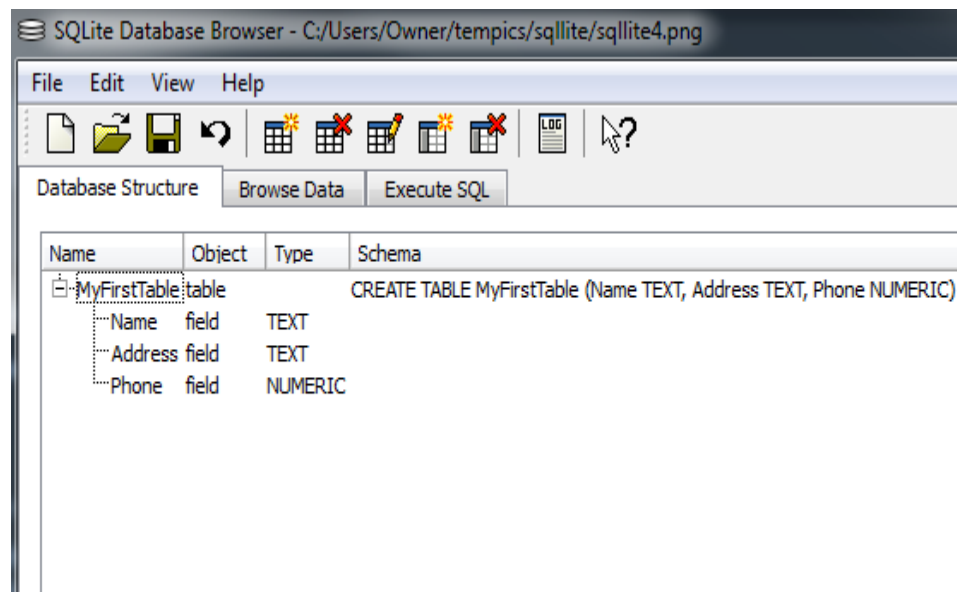 SQLite Database Browser - C:/Users/Owner/tempics/sqllite/sqllite4.png
File Edit View Help
LOG ?
Database Structure Browse Data Execute SQL
Name Object Type Schema
MyFirstTable table CREATE TABLE MyFirstTable (Name TEXT, Address TEXT, Phone NUMERIC)
Name field TEXT
Address field TEXT
Phone field NUMERIC